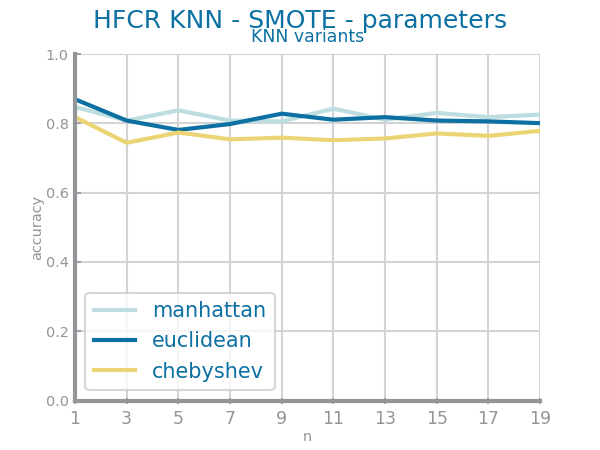 HFCR KNN - SMOTE - parameters
KNN variants
1.0
0.8
0.6
0.4
0.2
0.0
accuracy
manhattan
euclidean
chebyshev
1 3 5 7 9 11 13 15 17 19
n